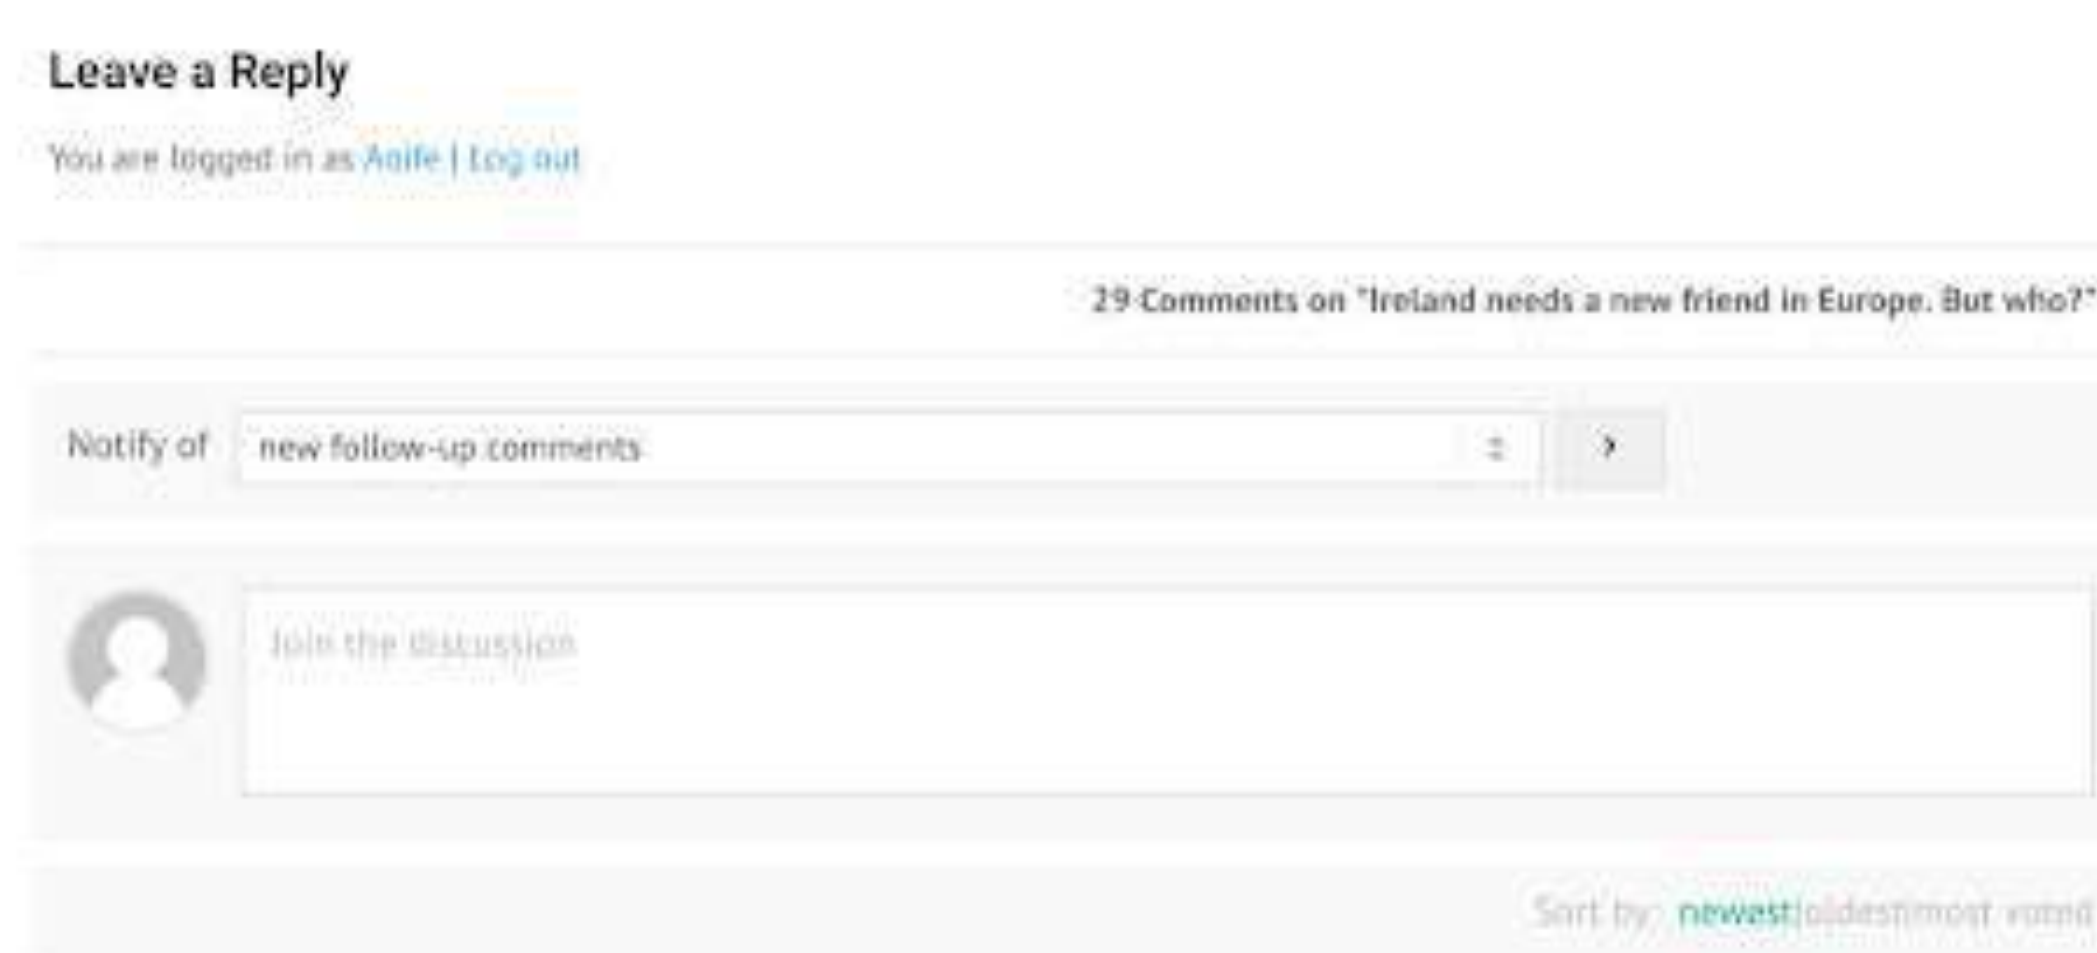 Leave a Reply
You are logged in as Aoife | Log out
29 Comments on "Ireland needs a new friend in Europe. But who?"
Notify of new follow-up comments
Join the discussion
Sort by: newest|oldest|most voted